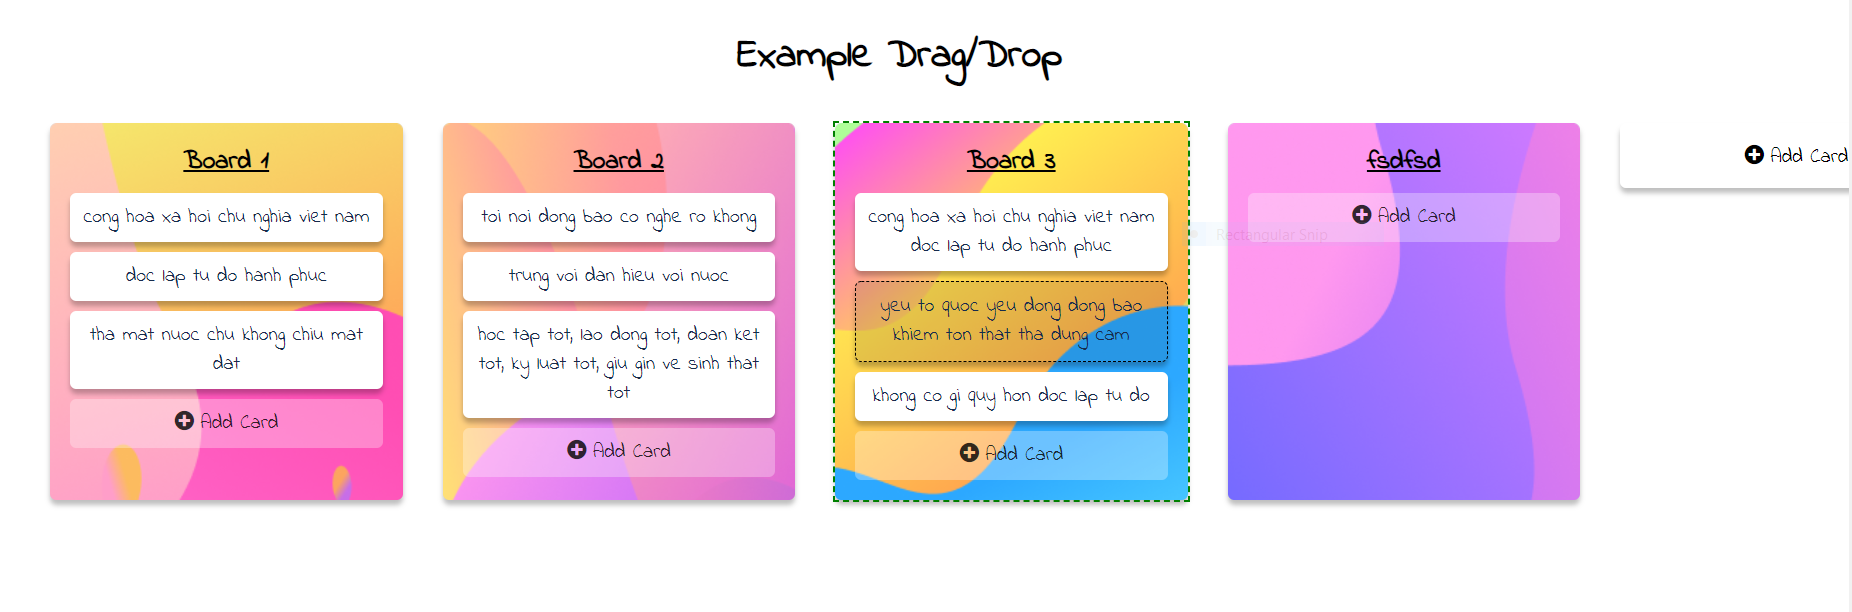 Example Drag/Drop
Board 1
cong hoa xa hoi chu nghia viet nam
doc lap tu do hanh phuc
tha mat nuoc chu khong chiu mat
dat
Add Card
Board 2
toi noi dong bao co nghe ro khong
trung voi dan hieu voi nuoc
hoc tap tot, lao dong tot, doan ket
tot, ky luat tot, giu gin ve sinh that
tot
Add Card
Board 3
cong hoa xa hoi chu nghia viet nam
doc lap tu do hanh phuc
yeu to quoc yeu dong dong bao
khiem ton that tha dung cam
khong co gi quy hon doc lap tu do
Add Card
fsdfsd
Add Card
Rectangular Snip
Add Card